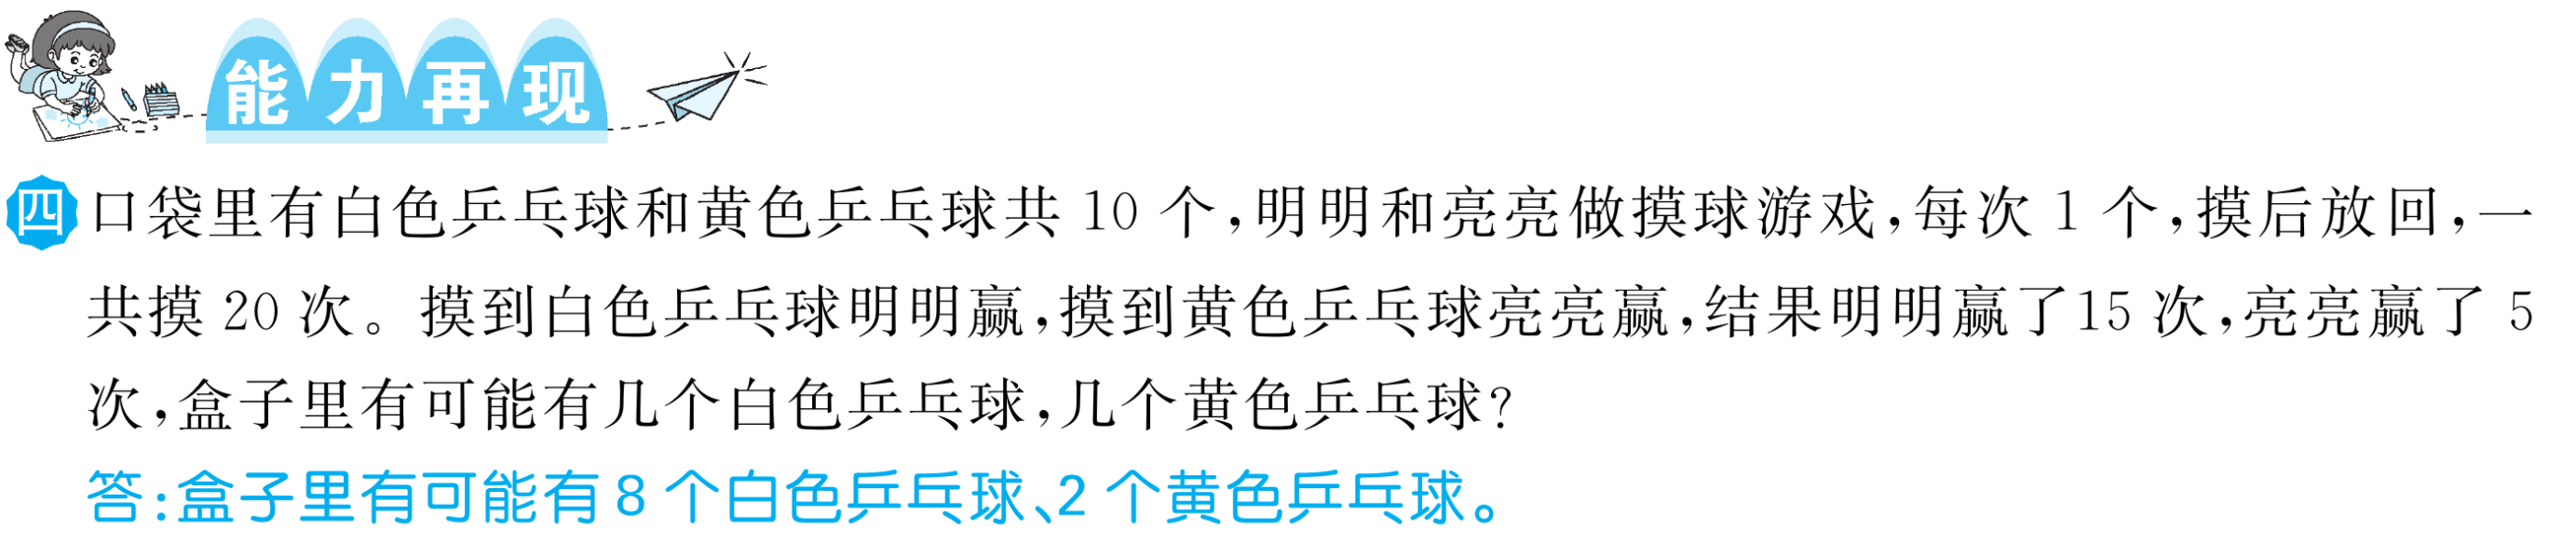 能力再现
四 口袋里有白色乒乓球和黄色乒乓球共 10 个,明明和亮亮做摸球游戏,每次 1 个,摸后放回,一
共摸 20 次。摸到白色乒乓球明明赢,摸到黄色乒乓球亮亮赢,结果明明赢了15 次,亮亮赢了 5
次,盒子里有可能有几个白色乒乓球,几个黄色乒乓球?
答:盒子里有可能有 8 个白色乒乓球、2 个黄色乒乓球。